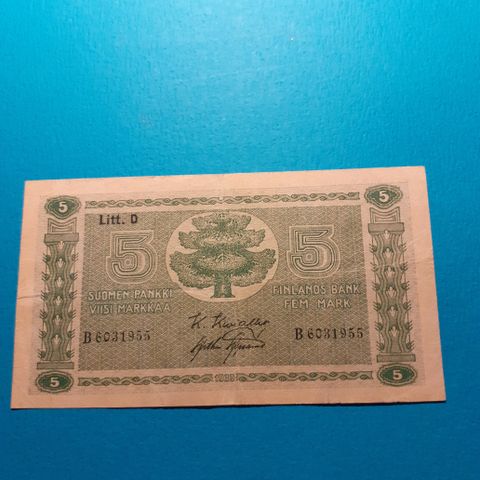 5 5
Litt. D
5 5
SUOMEN PANKKI FINLANDS BANK
VIISI MARKKAA FEM MARK
B 6031955 B 6031955
5 5